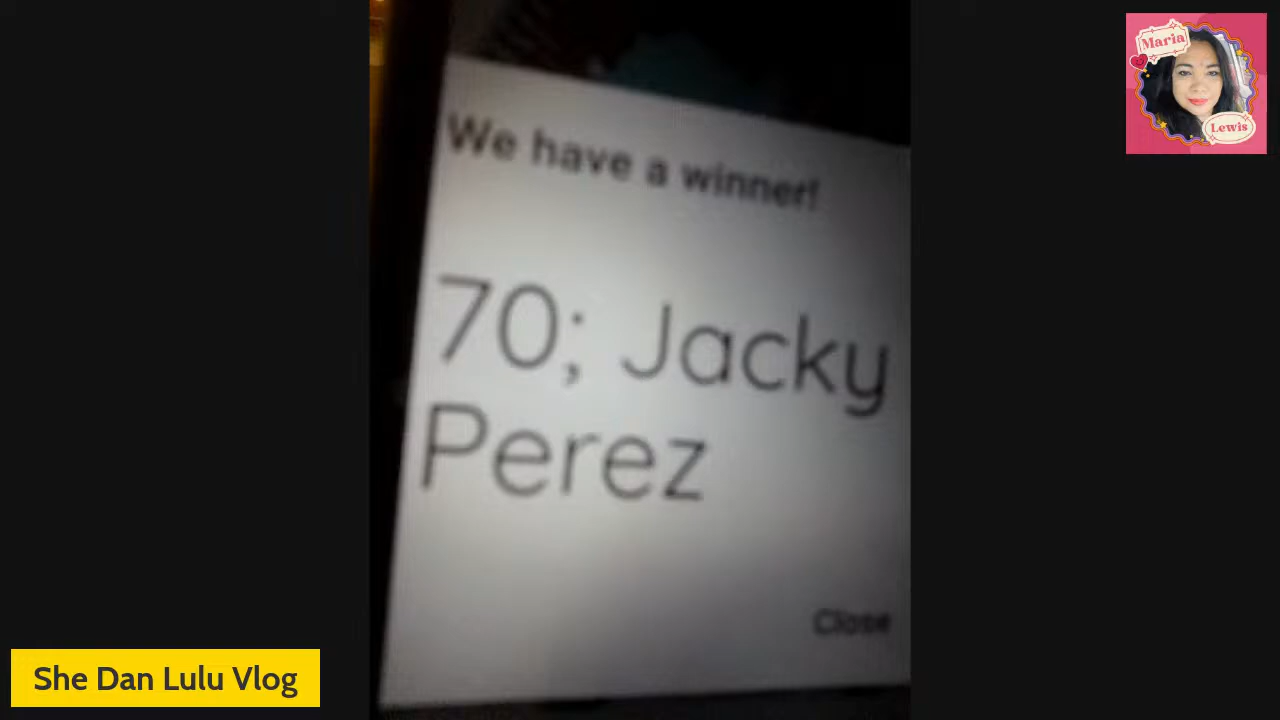 Maria
Lewis
We have a winner!
70; Jacky
Perez
Close
She Dan Lulu Vlog